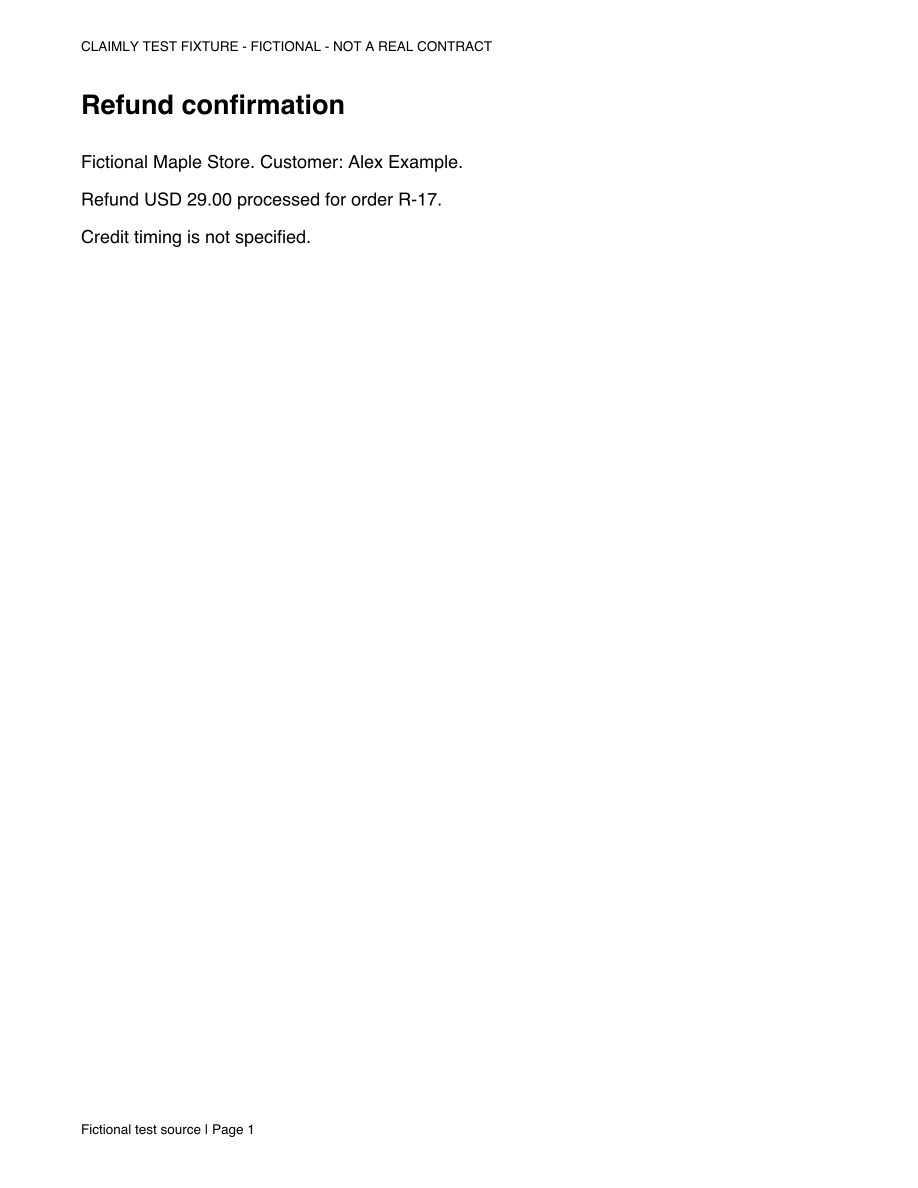 CLAIMLY TEST FIXTURE - FICTIONAL - NOT A REAL CONTRACT
Refund confirmation
Fictional Maple Store. Customer: Alex Example.
Refund USD 29.00 processed for order R-17.
Credit timing is not specified.
Fictional test source | Page 1